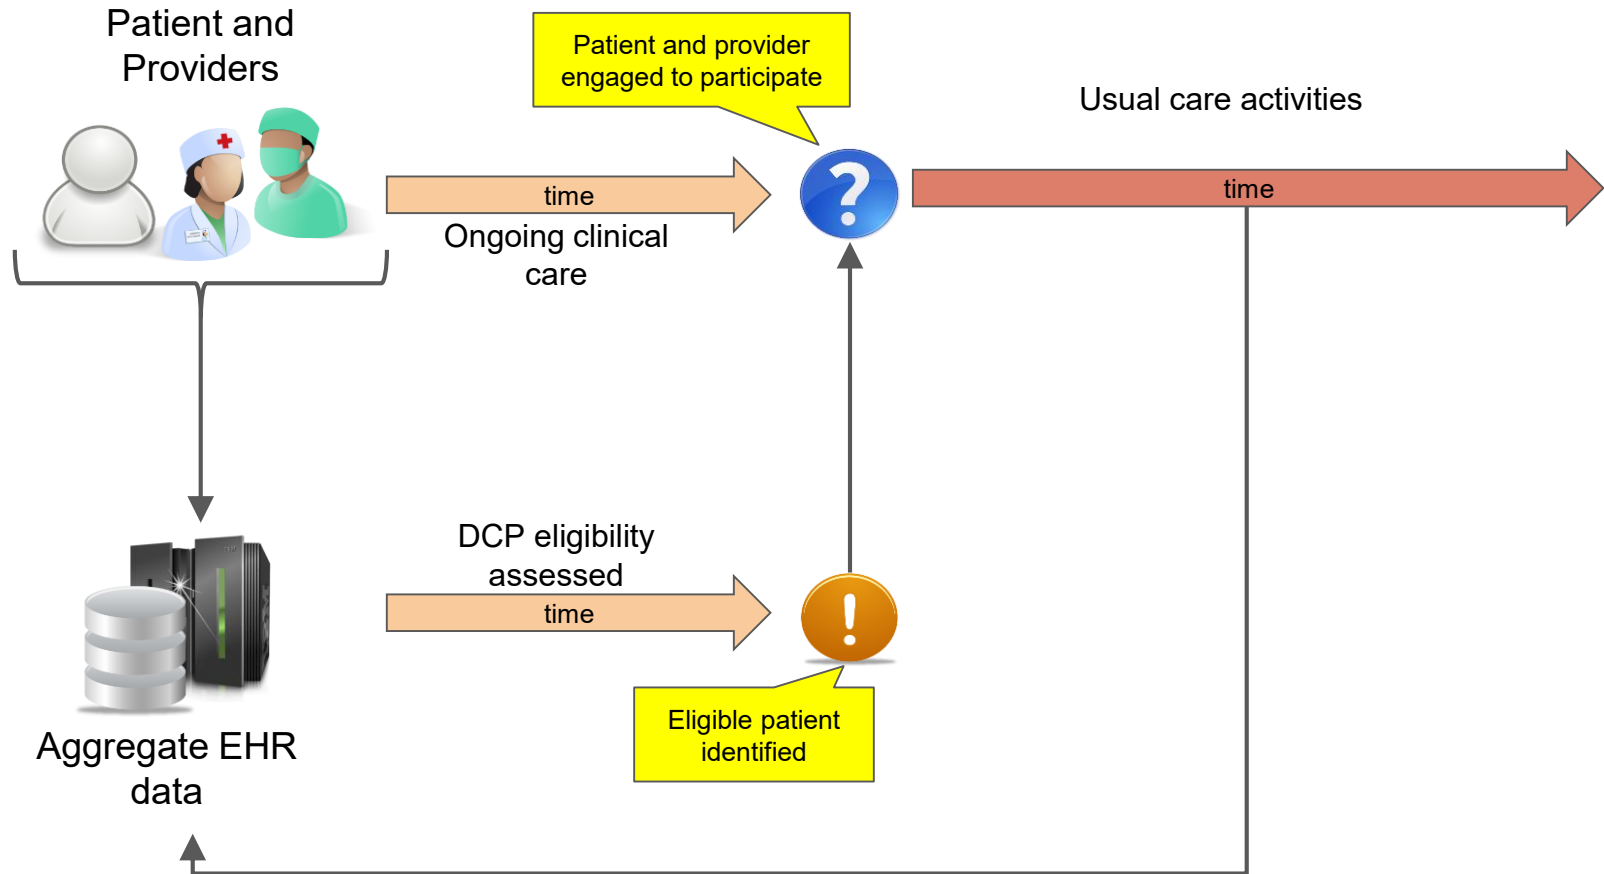 Patient and
Providers
Patient and provider
engaged to participate
Usual care activities
time
time
Ongoing clinical
care
DCP eligibility
assessed
time
Eligible patient
identified
Aggregate EHR
data